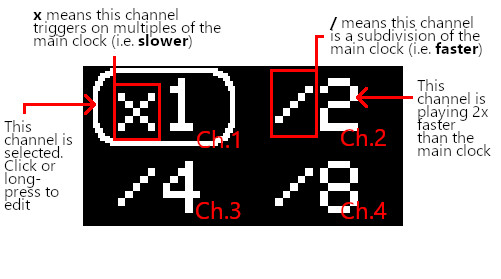 x means this channel
triggers on multiples of the
main clock (i.e. slower)
/ means this channel
is a subdivision of the
main clock (i.e. faster)
This
channel is
selected.
Click or
long-
press to
edit
x1
Ch.1
/2
Ch.2
This
channel is
playing 2x
faster
than the
main clock
/4
Ch.3
/8
Ch.4